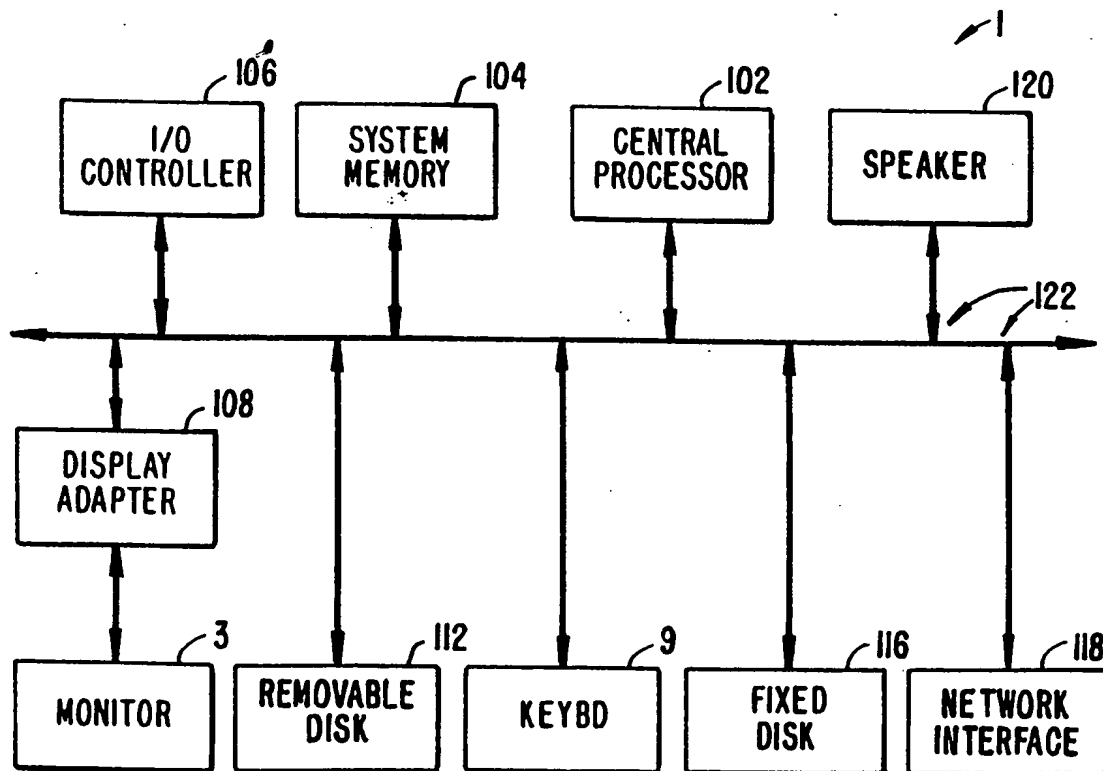 1
106
104
102
120
I/O
CONTROLLER
SYSTEM
MEMORY
CENTRAL
PROCESSOR
SPEAKER
122
108
DISPLAY
ADAPTER
3
112
9
116
118
MONITOR
REMOVABLE
DISK
KEYBD
FIXED
DISK
NETWORK
INTERFACE